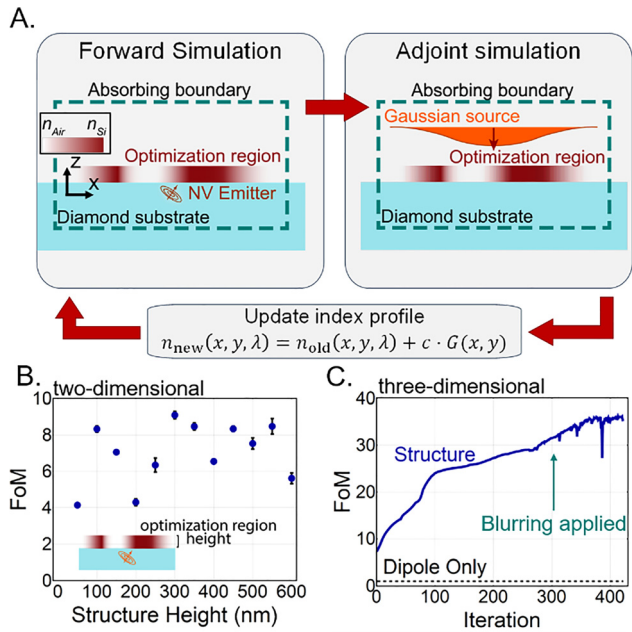 A.
Forward Simulation
Absorbing boundary
n_Air n_Si
Optimization region
Z
X
NV Emitter
Diamond substrate
Adjoint simulation
Absorbing boundary
Gaussian source
Optimization region
Diamond substrate
Update index profile
n_new(x, y, λ) = n_old(x, y, λ) + c · G(x, y)
B.
two-dimensional
10
8
6
4
2
0
FoM
optimization region
height
0 100 200 300 400 500 600
Structure Height (nm)
C.
three-dimensional
40
30
20
10
0
FoM
Structure
Blurring applied
Dipole Only
0 100 200 300 400
Iteration